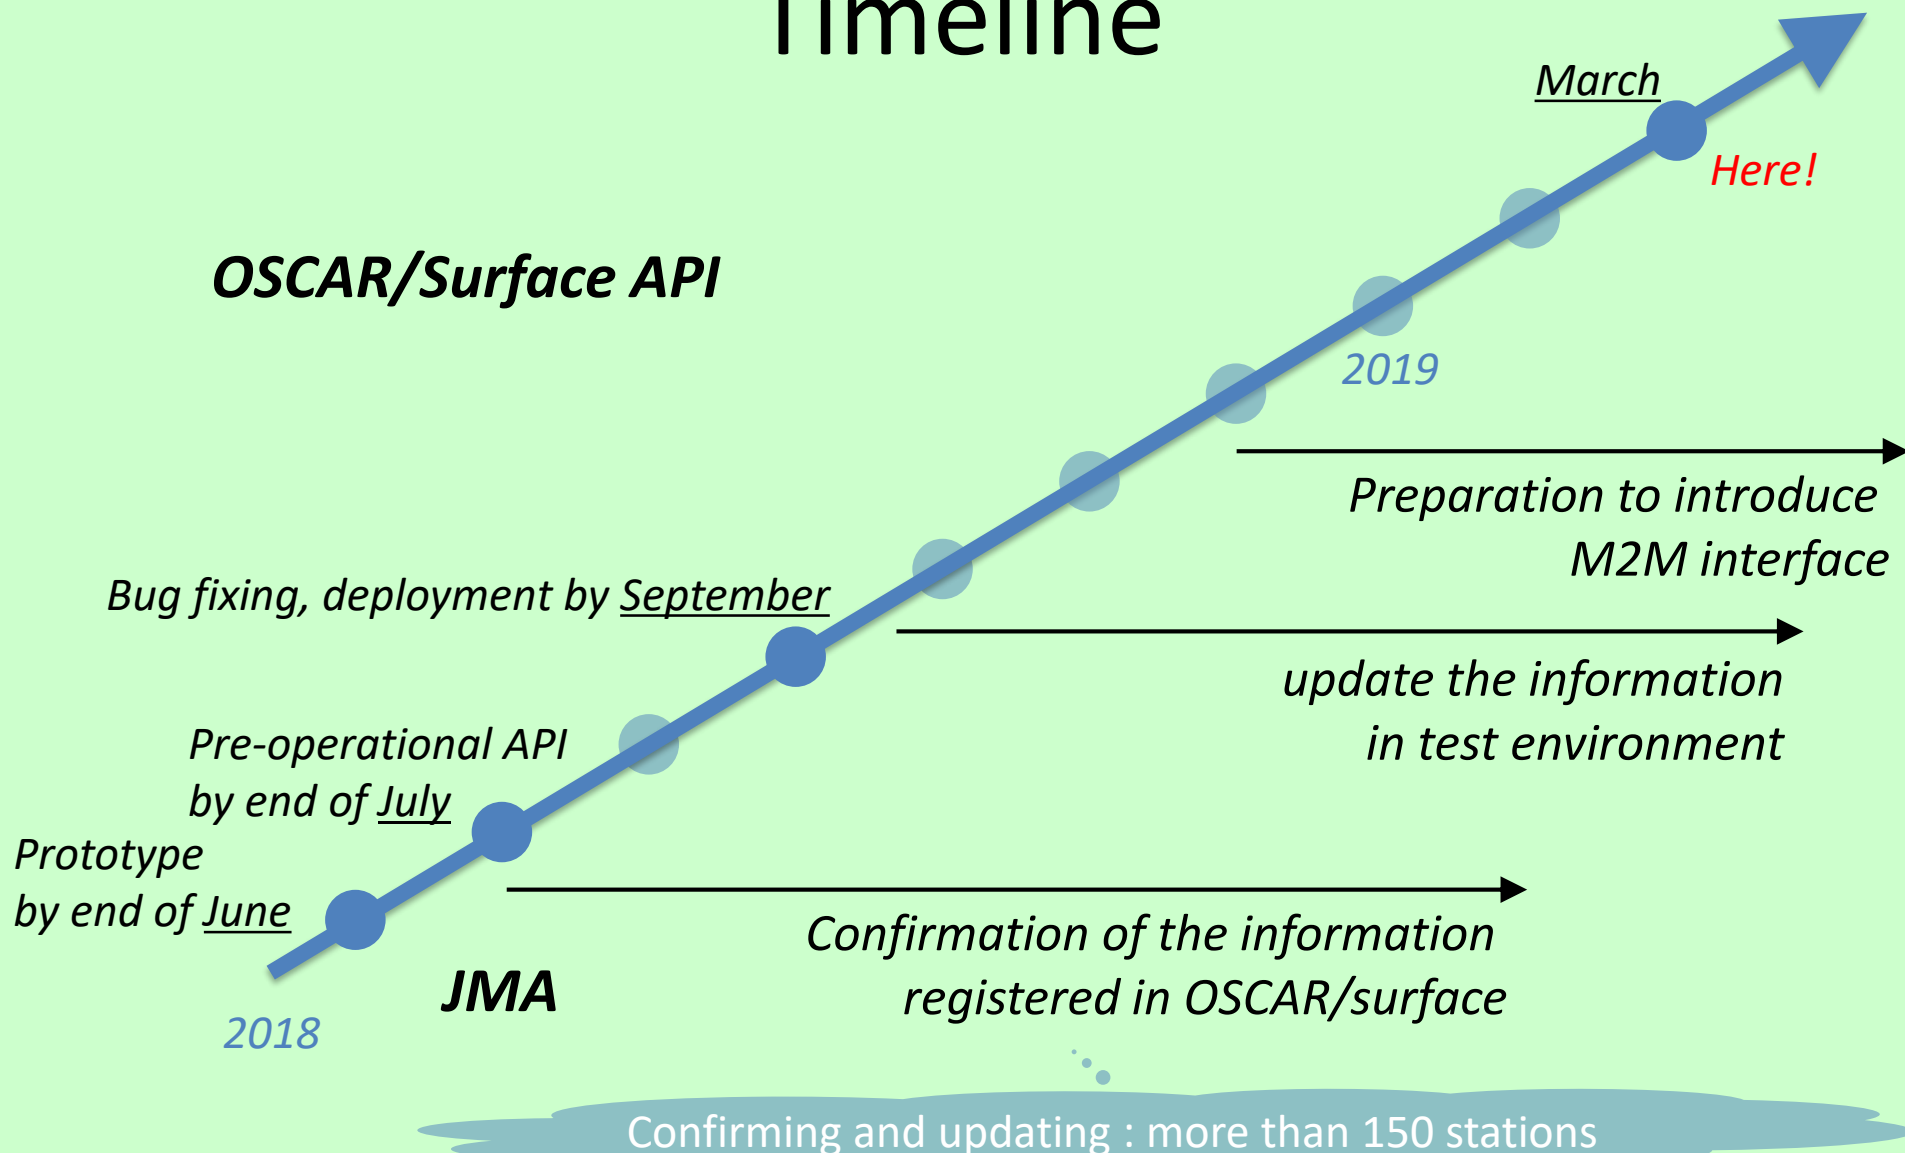 Timeline
March
Here!
OSCAR/Surface API
2019
Preparation to introduce
M2M interface
Bug fixing, deployment by September
update the information
in test environment
Pre-operational API
by end of July
Prototype
by end of June
Confirmation of the information
registered in OSCAR/surface
JMA
2018
Confirming and updating : more than 150 stations